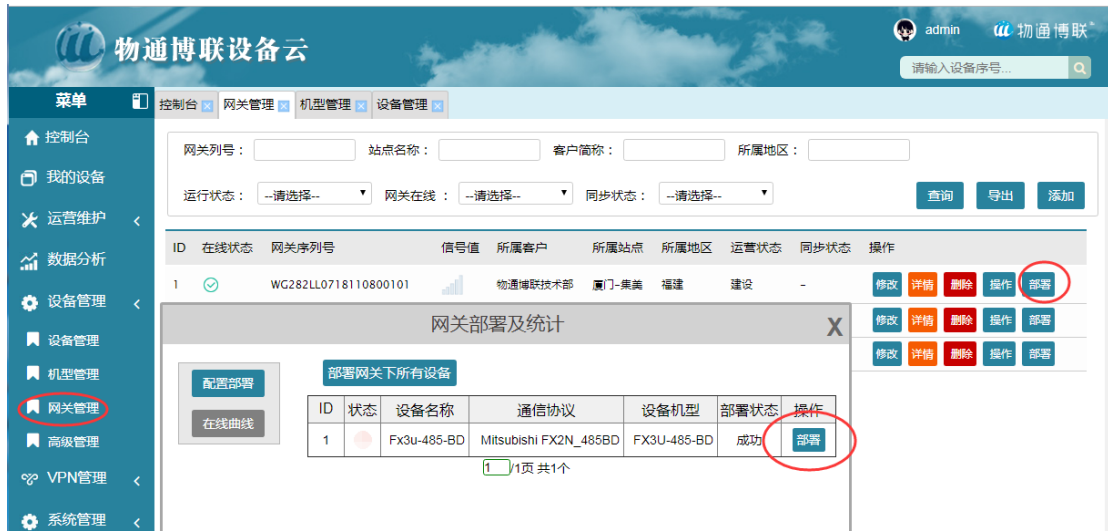 物通博联设备云
admin
物通博联
请输入设备序号...
菜单
控制台 网关管理 机型管理 设备管理
控制台
我的设备
运营维护
数据分析
设备管理
设备管理
机型管理
网关管理
高级管理
VPN管理
系统管理
网关列号： 站点名称： 客户简称： 所属地区：
运行状态： --请选择-- 网关在线 ： --请选择-- 同步状态： --请选择--
查询 导出 添加
ID 在线状态 网关序列号 信号值 所属客户 所属站点 所属地区 运营状态 同步状态 操作
1 WG282LL0718110800101 物通博联技术部 厦门-集美 福建 建设 - 修改 详情 删除 操作 部署
修改 详情 删除 操作 部署
修改 详情 删除 操作 部署
网关部署及统计 X
配置部署
在线曲线
部署网关下所有设备
ID 状态 设备名称 通信协议 设备机型 部署状态 操作
1 Fx3u-485-BD Mitsubishi FX2N_485BD FX3U-485-BD 成功 部署
1 /1页 共1个